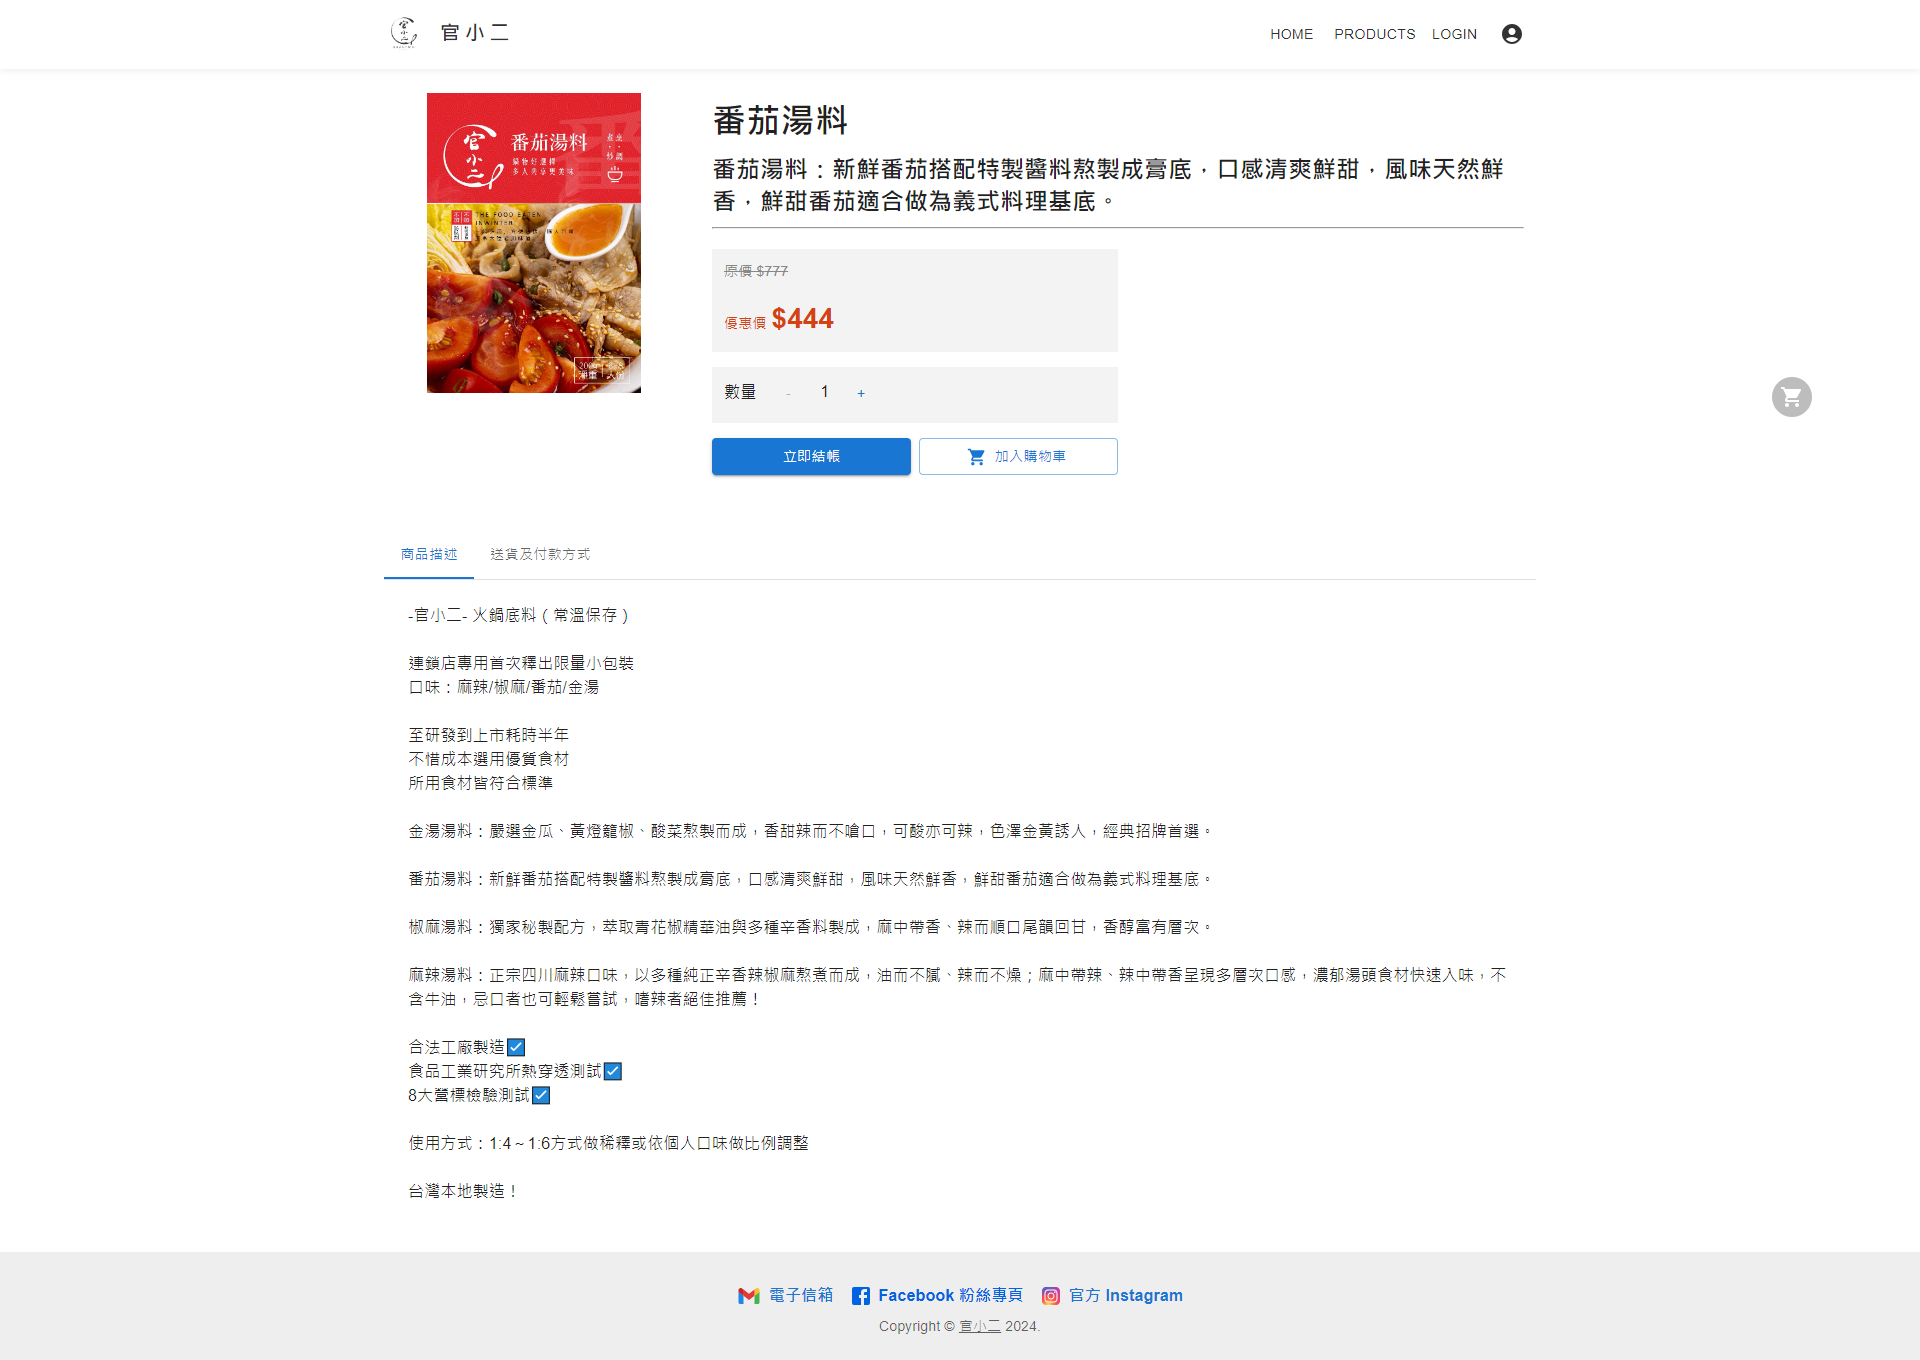 官小二
HOME
PRODUCTS
LOGIN
官小二
番茄湯料
番茄湯料
番茄湯料：新鮮番茄搭配特製醬料熬製成膏底，口感清爽鮮甜，風味天然鮮
香，鮮甜番茄適合做為義式料理基底。
THE FOOD EATEN
IN WINTER
原價 $777
優惠價 $444
數量 - 1 +
立即結帳
加入購物車
商品描述
送貨及付款方式
-官小二- 火鍋底料（常溫保存）
連鎖店專用首次釋出限量小包裝
口味：麻辣/椒麻/番茄/金湯
至研發到上市耗時半年
不惜成本選用優質食材
所用食材皆符合標準
金湯湯料：嚴選金瓜、黃燈籠椒、酸菜熬製而成，香甜辣而不嗆口，可酸亦可辣，色澤金黃誘人，經典招牌首選。
番茄湯料：新鮮番茄搭配特製醬料熬製成膏底，口感清爽鮮甜，風味天然鮮香，鮮甜番茄適合做為義式料理基底。
椒麻湯料：獨家秘製配方，萃取青花椒精華油與多種辛香料製成，麻中帶香、辣而順口尾韻回甘，香醇富有層次。
麻辣湯料：正宗四川麻辣口味，以多種純正辛香辣椒麻熬煮而成，油而不膩、辣而不燥；麻中帶辣、辣中帶香呈現多層次口感，濃郁湯頭食材快速入味，不
含牛油，忌口者也可輕鬆嘗試，嗜辣者絕佳推薦！
合法工廠製造☑️
食品工業研究所熱穿透測試☑️
8大營標檢驗測試☑️
使用方式：1:4～1:6方式做稀釋或依個人口味做比例調整
台灣本地製造！
電子信箱
Facebook 粉絲專頁
官方 Instagram
Copyright © 官小二 2024.